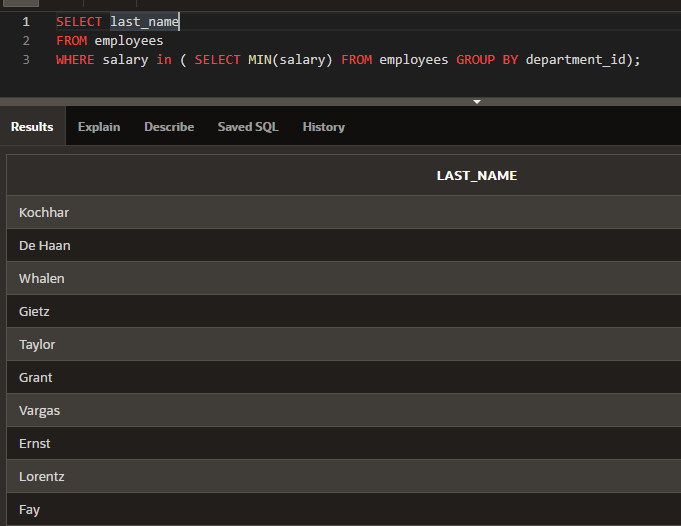 1 SELECT last_name
2 FROM employees
3 WHERE salary in ( SELECT MIN(salary) FROM employees GROUP BY department_id);
Results Explain Describe Saved SQL History
LAST_NAME
Kochhar
De Haan
Whalen
Gietz
Taylor
Grant
Vargas
Ernst
Lorentz
Fay